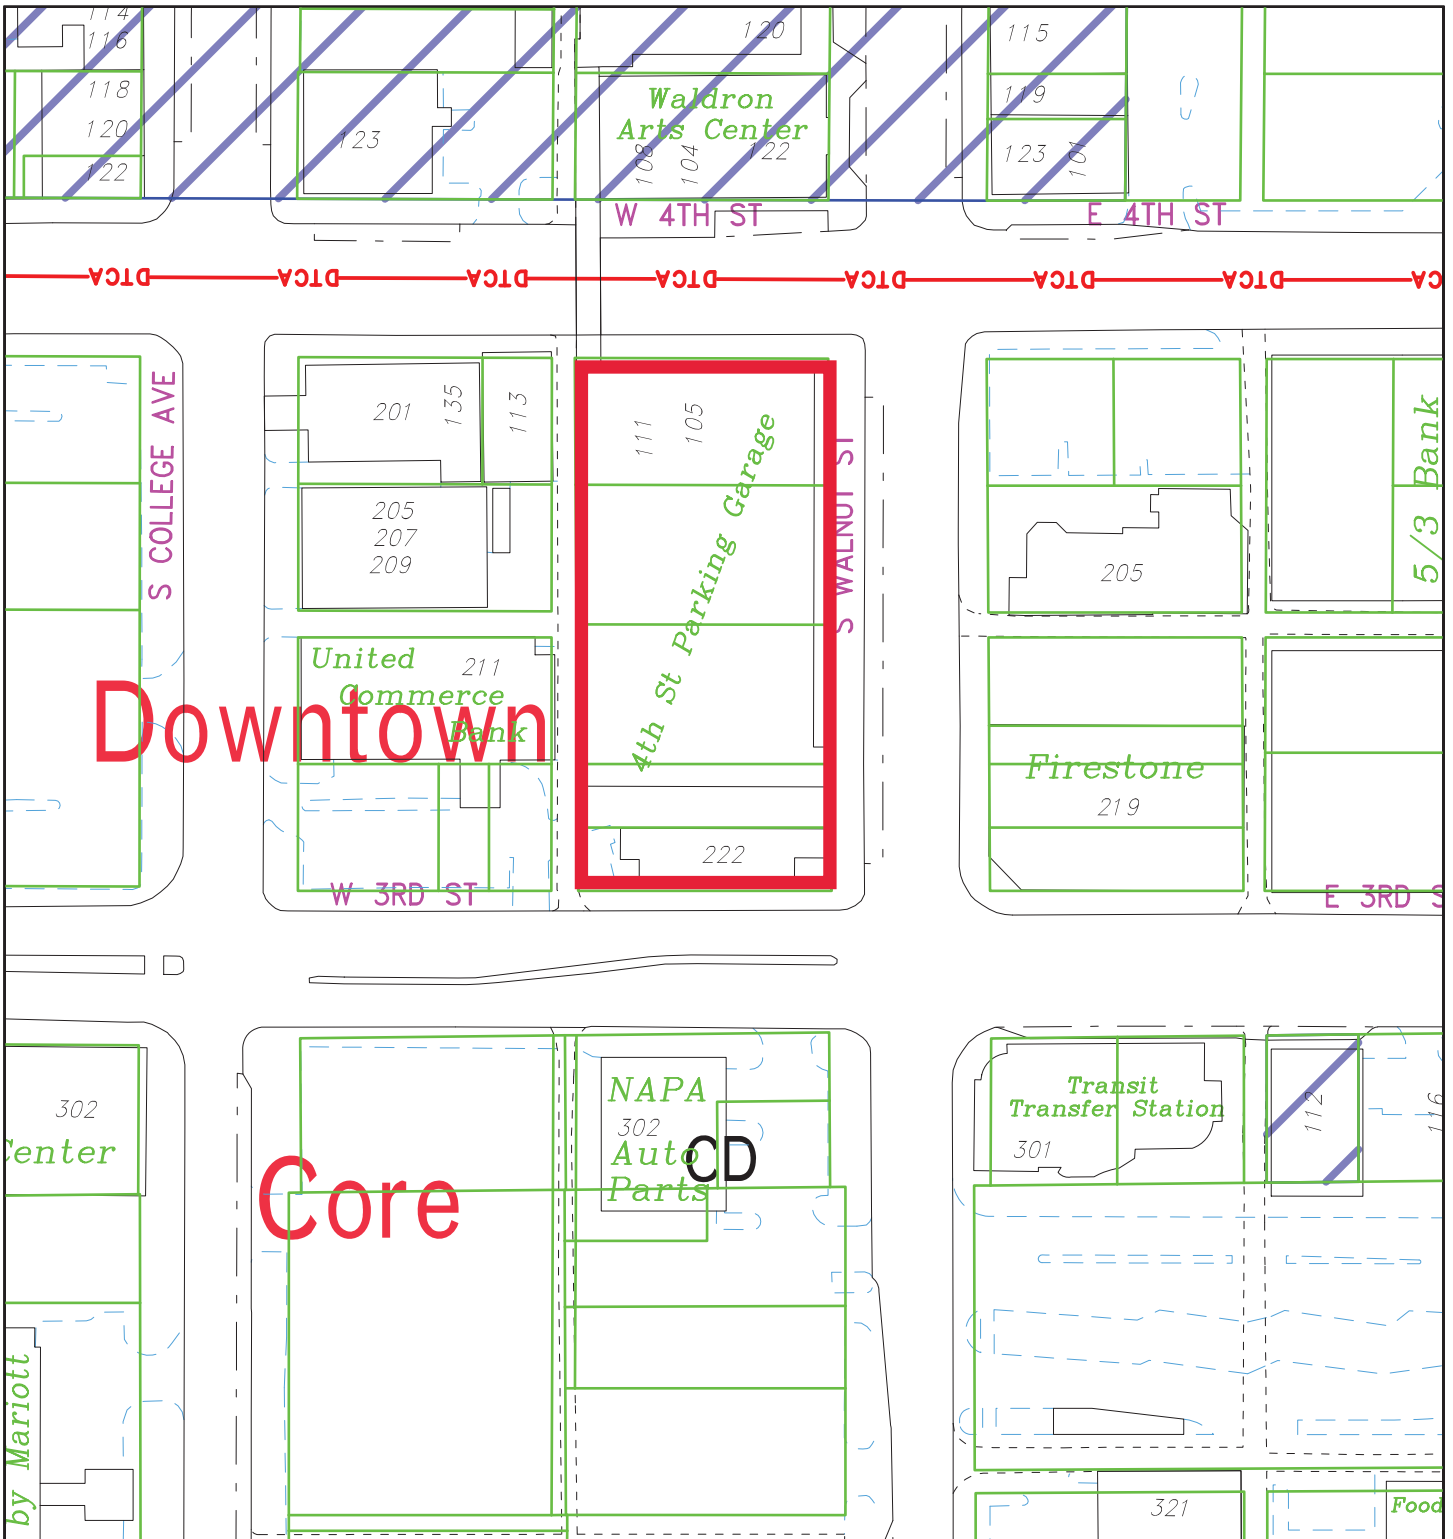 114
116
118
120
122
123
120
Waldron
Arts Center
108
104
122
115
119
123
101
W 4TH ST
E 4TH ST
DTCA
DTCA
DTCA
DTCA
DTCA
DTCA
DTCA
CA
S COLLEGE AVE
201
135
113
205
207
209
111
105
4th St Parking Garage
S WALNUT ST
205
5/3 Bank
United
Commerce
Bank
211
Downtown
Firestone
219
222
W 3RD ST
E 3RD S
302
Center
NAPA
302
Auto
Parts
CD
Core
Transit
Transfer Station
301
112
116
by Mariott
321
Food